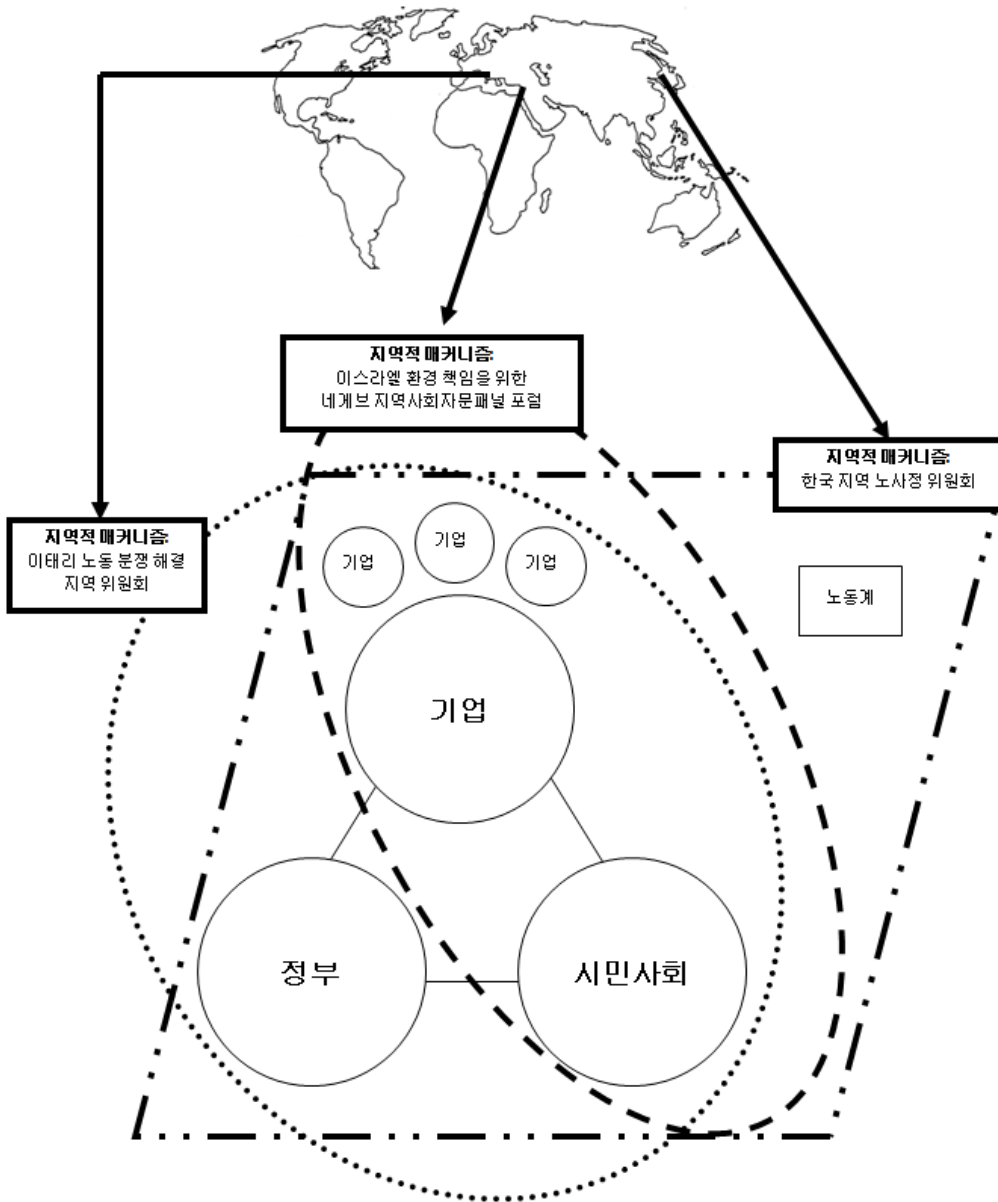 지역적 매커니즘:
이스라엘 환경 책임을 위한
네게브 지역사회자문패널 포럼
지역적 매커니즘:
한국 지역 노사정 위원회
지역적 매커니즘:
이태리 노동 분쟁 해결
지역 위원회
기업
기업
기업
노동계
기업
정부
시민사회